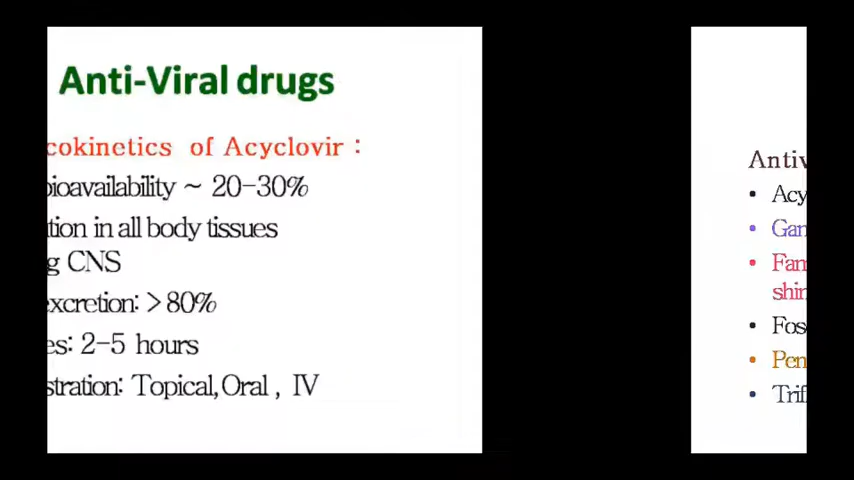 Anti-Viral drugs
cokinetics of Acyclovir :
bioavailability ~ 20-30%
tion in all body tissues
g CNS
excretion: > 80%
es: 2-5 hours
stration: Topical, Oral , IV
Antiv
• Acy
• Gan
• Fam
shin
• Fos
• Pen
• Trif